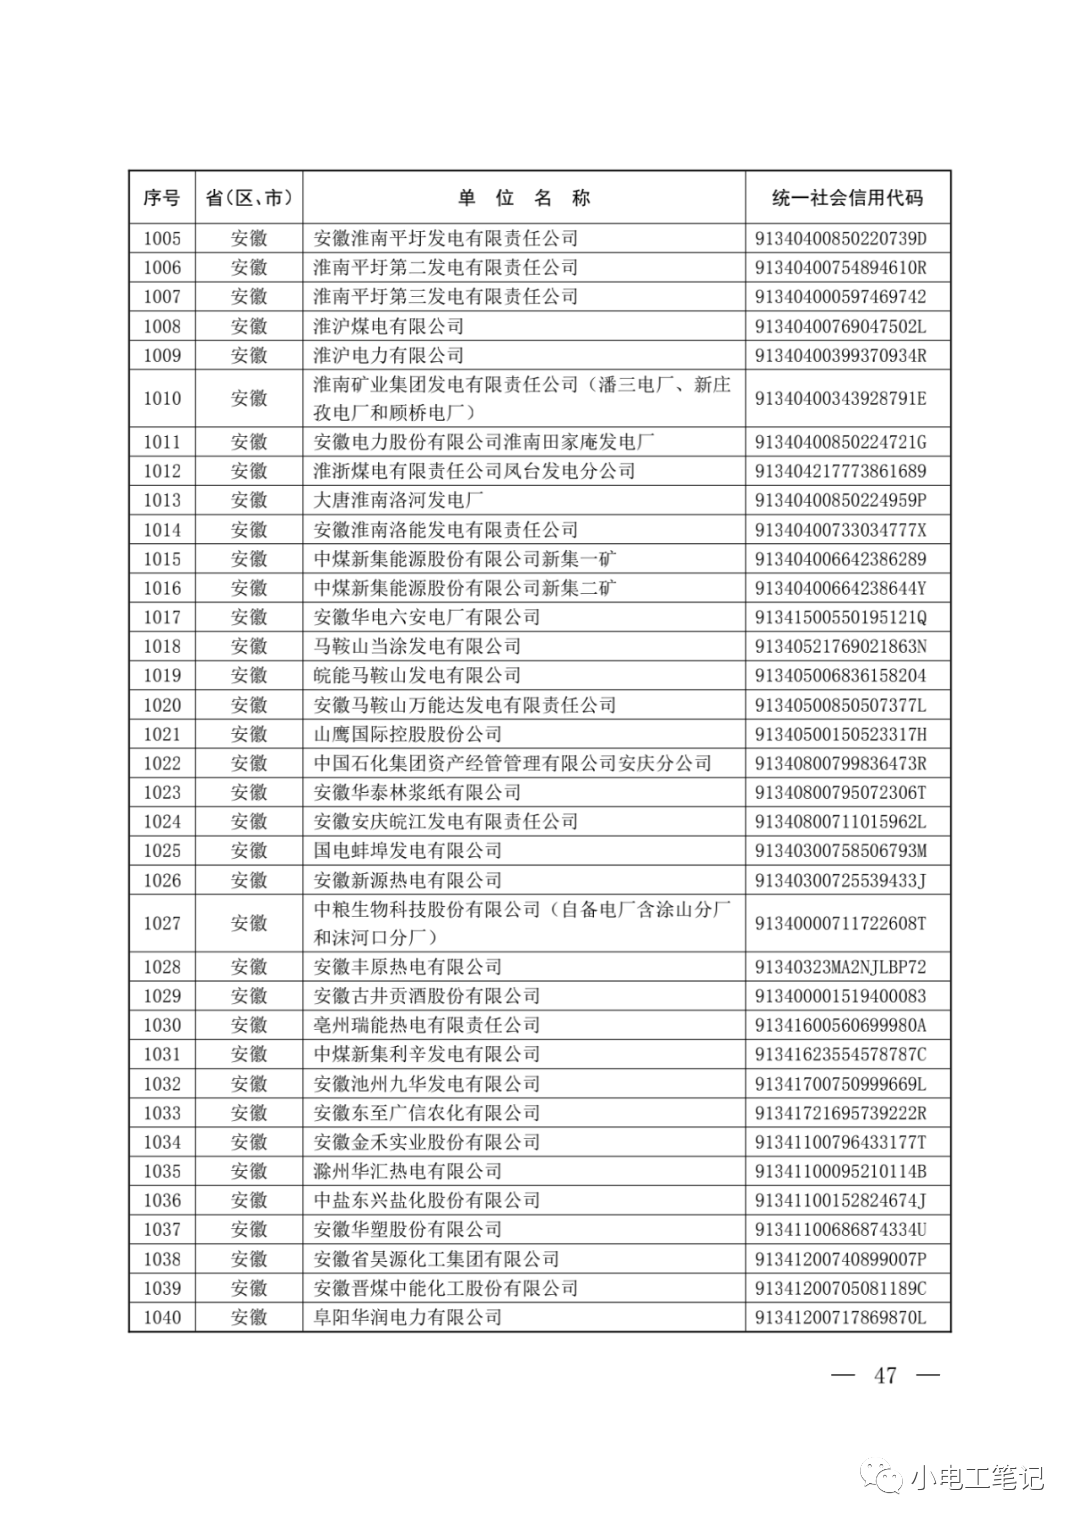 序号 省(区、市) 单 位 名 称 统一社会信用代码
1005 安徽 安徽淮南平圩发电有限责任公司 91340400850220739D
1006 安徽 淮南平圩第二发电有限责任公司 91340400754894610R
1007 安徽 淮南平圩第三发电有限责任公司 913404000597469742
1008 安徽 淮沪煤电有限公司 91340400769047502L
1009 安徽 淮沪电力有限公司 91340400399370934R
1010 安徽 淮南矿业集团发电有限责任公司（潘三电厂、新庄
孜电厂和顾桥电厂） 91340400343928791E
1011 安徽 安徽电力股份有限公司淮南田家庵发电厂 91340400850224721G
1012 安徽 淮浙煤电有限责任公司凤台发电分公司 913404217773861689
1013 安徽 大唐淮南洛河发电厂 91340400850224959P
1014 安徽 安徽淮南洛能发电有限责任公司 91340400733034777X
1015 安徽 中煤新集能源股份有限公司新集一矿 913404006642386289
1016 安徽 中煤新集能源股份有限公司新集二矿 91340400664238644Y
1017 安徽 安徽华电六安电厂有限公司 91341500550195121Q
1018 安徽 马鞍山当涂发电有限公司 91340521769021863N
1019 安徽 皖能马鞍山发电有限公司 913405006836158204
1020 安徽 安徽马鞍山万能达发电有限责任公司 91340500850507377L
1021 安徽 山鹰国际控股股份公司 91340500150523317H
1022 安徽 中国石化集团资产经管管理有限公司安庆分公司 91340800799836473R
1023 安徽 安徽华泰林浆纸有限公司 91340800795072306T
1024 安徽 安徽安庆皖江发电有限责任公司 91340800711015962L
1025 安徽 国电蚌埠发电有限公司 91340300758506793M
1026 安徽 安徽新源热电有限公司 91340300725539433J
1027 安徽 中粮生物科技股份有限公司（自备电厂含涂山分厂
和沫河口分厂） 91340000711722608T
1028 安徽 安徽丰原热电有限公司 91340323MA2NJLBP72
1029 安徽 安徽古井贡酒股份有限公司 913400001519400083
1030 安徽 亳州瑞能热电有限责任公司 91341600560699980A
1031 安徽 中煤新集利辛发电有限公司 91341623554578787C
1032 安徽 安徽池州九华发电有限公司 91341700750999669L
1033 安徽 安徽东至广信农化有限公司 91341721695739222R
1034 安徽 安徽金禾实业股份有限公司 91341100796433177T
1035 安徽 滁州华汇热电有限公司 91341100095210114B
1036 安徽 中盐东兴盐化股份有限公司 91341100152824674J
1037 安徽 安徽华塑股份有限公司 91341100686874334U
1038 安徽 安徽省昊源化工集团有限公司 91341200740899007P
1039 安徽 安徽晋煤中能化工股份有限公司 91341200705081189C
1040 安徽 阜阳华润电力有限公司 91341200717869870L
— 47 —
小电工笔记